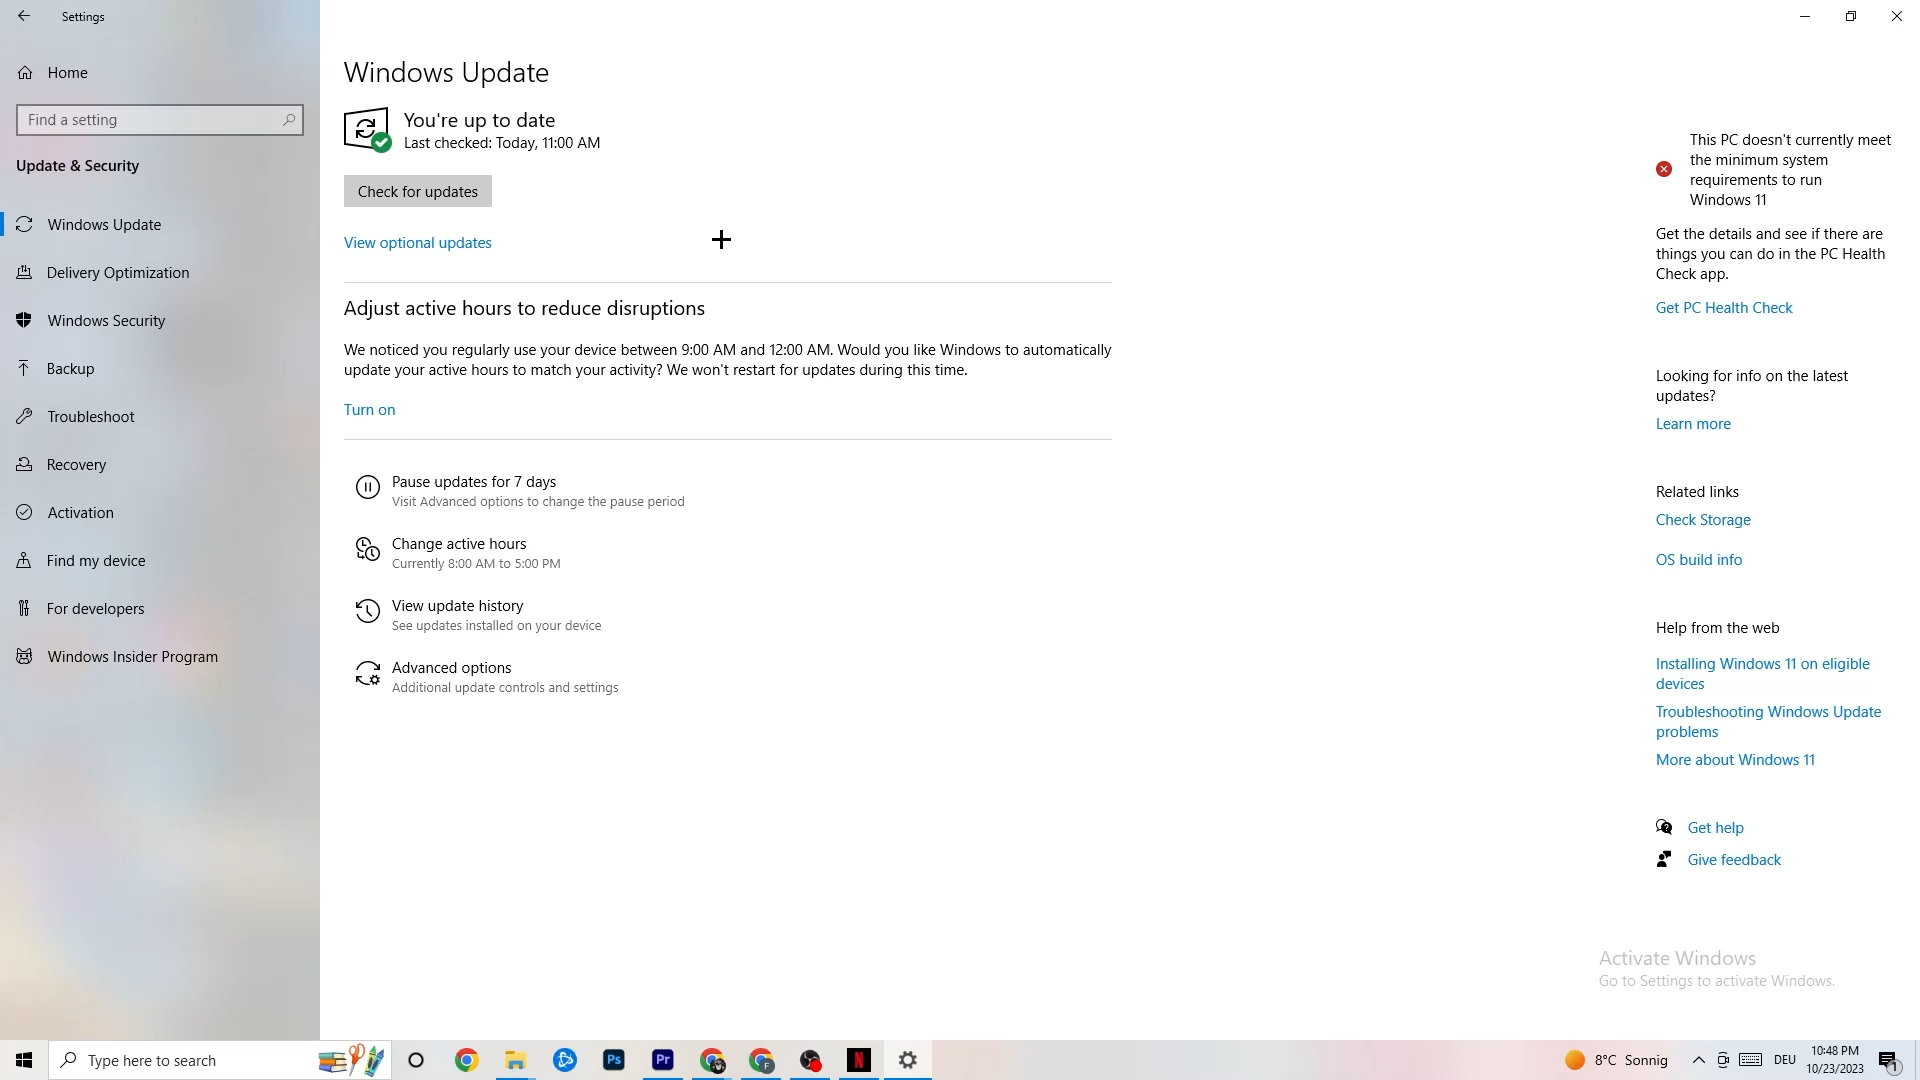 Settings
Home
Find a setting
Update & Security
Windows Update
Delivery Optimization
Windows Security
Backup
Troubleshoot
Recovery
Activation
Find my device
For developers
Windows Insider Program
Windows Update
You're up to date
Last checked: Today, 11:00 AM
Check for updates
View optional updates
Adjust active hours to reduce disruptions
We noticed you regularly use your device between 9:00 AM and 12:00 AM. Would you like Windows to automatically
update your active hours to match your activity? We won't restart for updates during this time.
Turn on
Pause updates for 7 days
Visit Advanced options to change the pause period
Change active hours
Currently 8:00 AM to 5:00 PM
View update history
See updates installed on your device
Advanced options
Additional update controls and settings
This PC doesn't currently meet
the minimum system
requirements to run
Windows 11
Get the details and see if there are
things you can do in the PC Health
Check app.
Get PC Health Check
Looking for info on the latest
updates?
Learn more
Related links
Check Storage
OS build info
Help from the web
Installing Windows 11 on eligible
devices
Troubleshooting Windows Update
problems
More about Windows 11
Get help
Give feedback
Activate Windows
Go to Settings to activate Windows.
Type here to search
Ps
Pr
F
N
8°C Sonnig
DEU
10:48 PM
10/23/2023
1